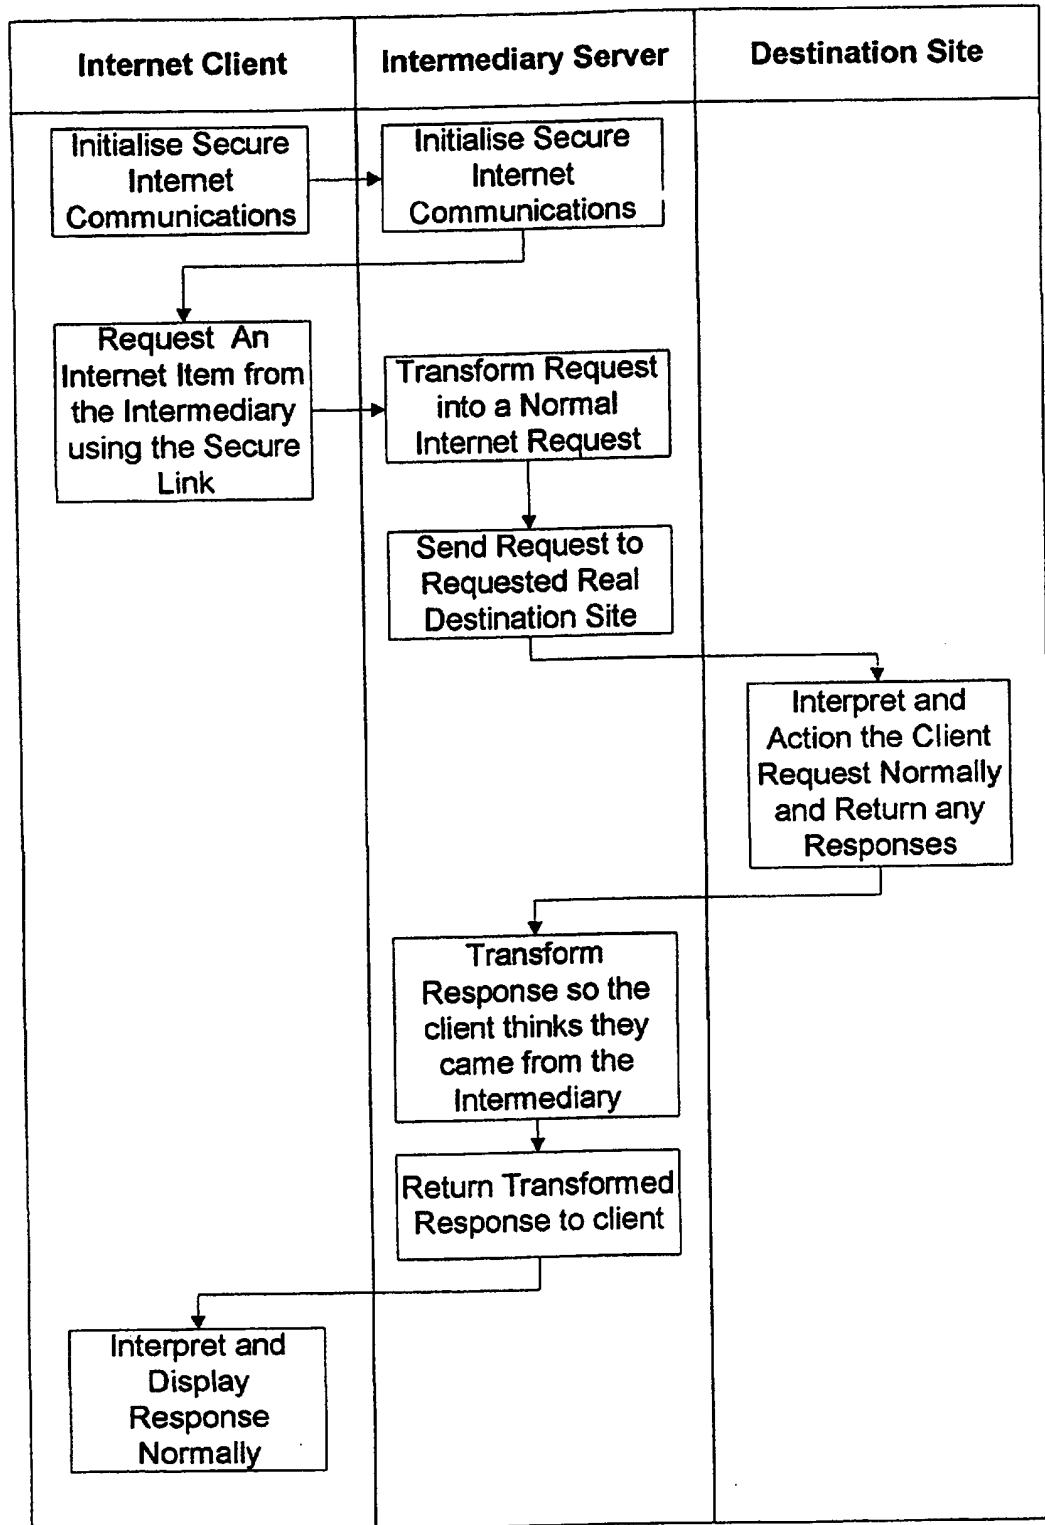 Internet Client
Intermediary Server
Destination Site
Initialise Secure
Internet
Communications
Initialise Secure
Internet
Communications
Request An
Internet Item from
the Intermediary
using the Secure
Link
Transform Request
into a Normal
Internet Request
Send Request to
Requested Real
Destination Site
Interpret and
Action the Client
Request Normally
and Return any
Responses
Transform
Response so the
client thinks they
came from the
Intermediary
Return Transformed
Response to client
Interpret and
Display
Response
Normally